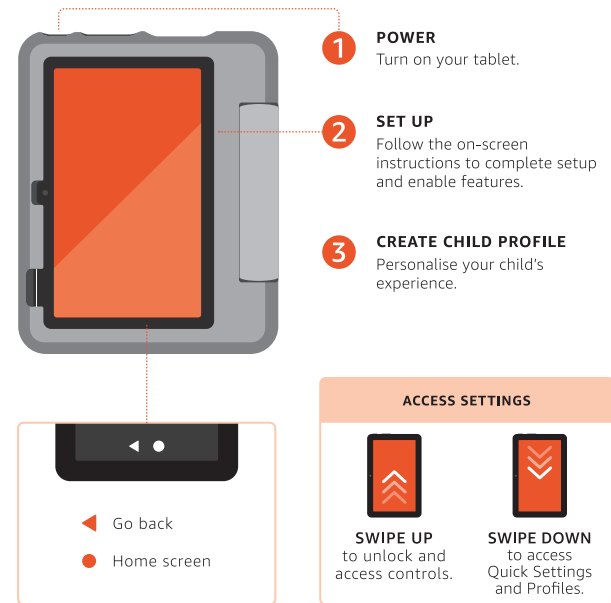 1
POWER
Turn on your tablet.
2
SET UP
Follow the on-screen
instructions to complete setup
and enable features.
3
CREATE CHILD PROFILE
Personalise your child's
experience.
Go back
Home screen
ACCESS SETTINGS
SWIPE UP
to unlock and
access controls.
SWIPE DOWN
to access
Quick Settings
and Profiles.